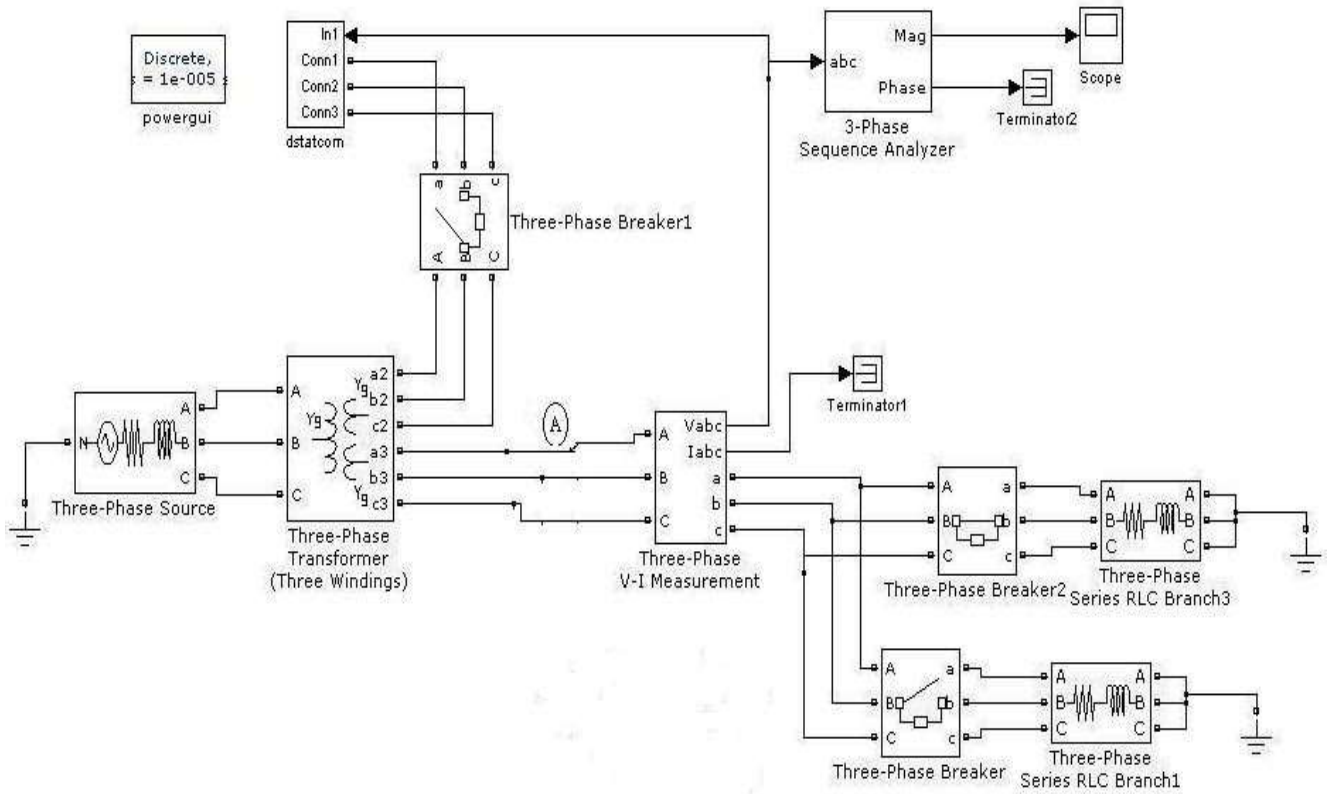 Discrete,
= 1e-005
powergui
In1
Conn1
Conn2
Conn3
dstatcom
abc
Mag
Phase
3-Phase
Sequence Analyzer
Scope
Terminator2
a
b
c
A
B
C
Three-Phase Breaker1
N
A
B
C
Three-Phase Source
A
B
C
Yg
Yg
Yg
a2
b2
c2
a3
b3
c3
Three-Phase
Transformer
(Three Windings)
A
A
B
C
Vabc
Iabc
a
b
c
Three-Phase
V-I Measurement
Terminator1
A
B
C
a
b
c
Three-Phase Breaker2
A
B
C
A
B
C
Three-Phase
Series RLC Branch3
A
B
C
a
b
c
Three-Phase Breaker
A
B
C
A
B
C
Three-Phase
Series RLC Branch1